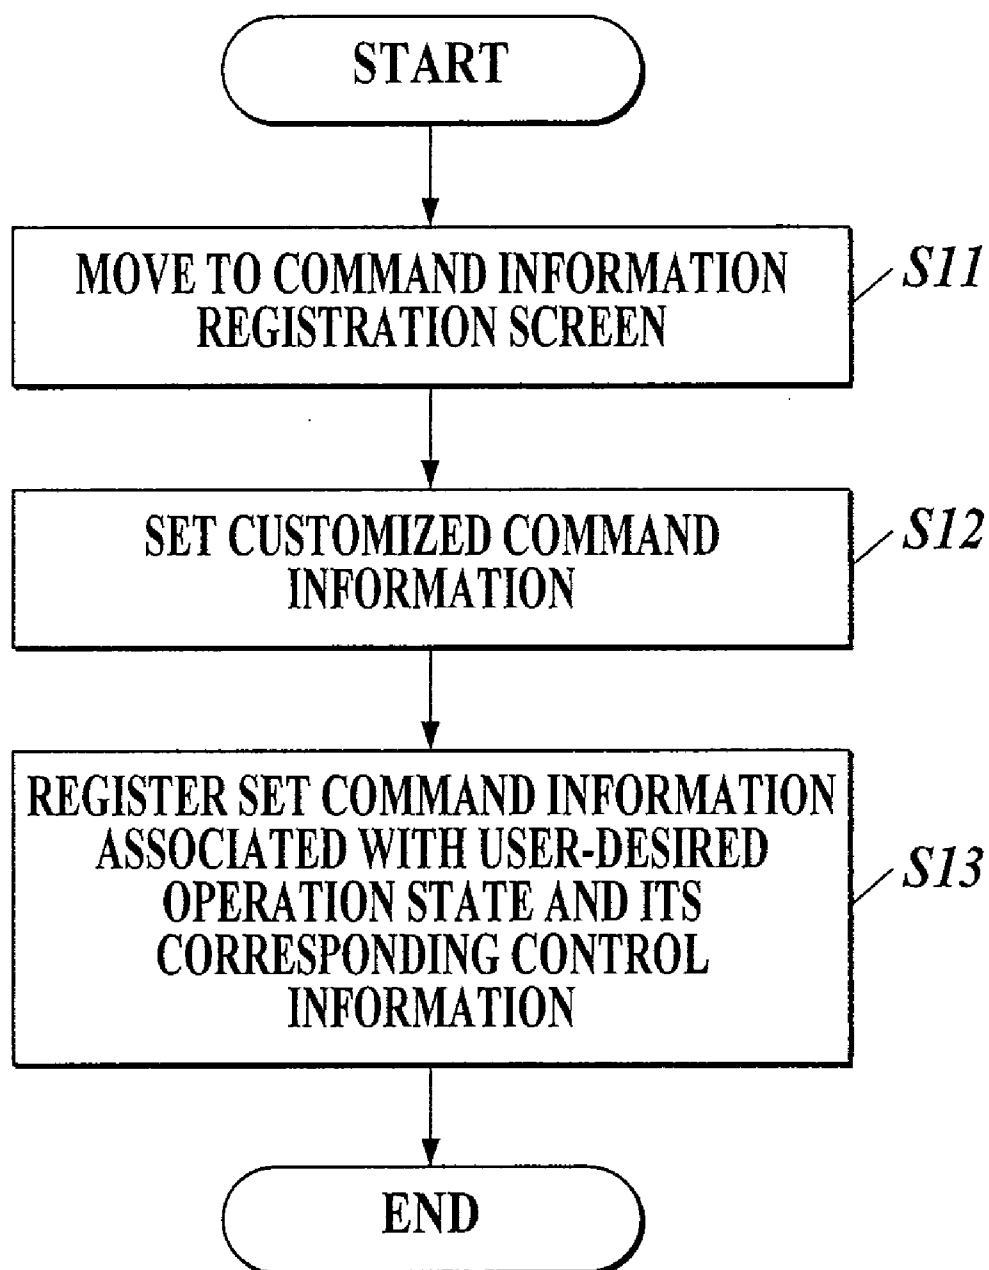 START
MOVE TO COMMAND INFORMATION
REGISTRATION SCREEN
S11
SET CUSTOMIZED COMMAND
INFORMATION
S12
REGISTER SET COMMAND INFORMATION
ASSOCIATED WITH USER-DESIRED
OPERATION STATE AND ITS
CORRESPONDING CONTROL
INFORMATION
S13
END